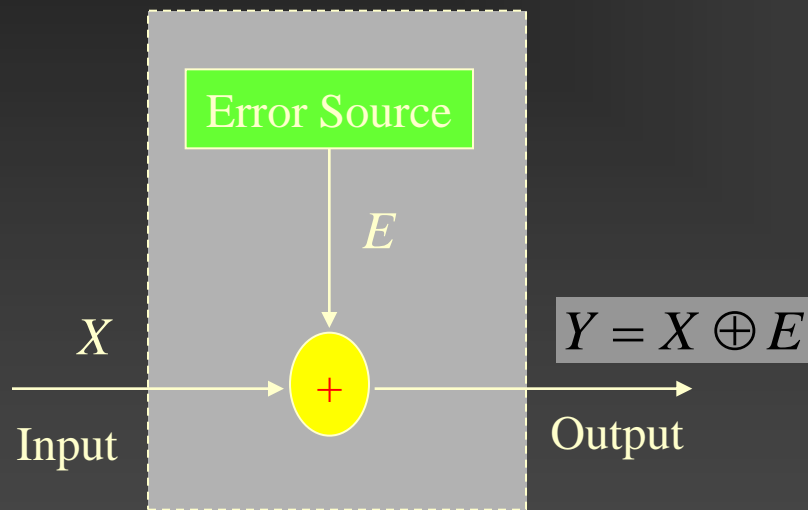 Error Source
E
X
+
Y = X ⊕ E
Input
Output